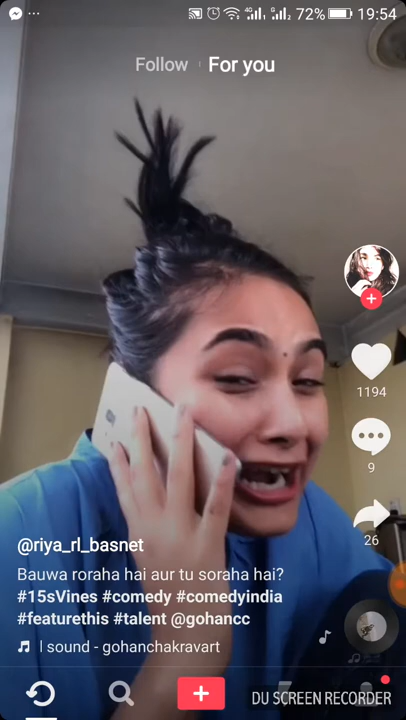 4G
G
72%
19:54
Follow
For you
1194
9
26
@riya_rl_basnet
Bauwa roraha hai aur tu soraha hai?
#15sVines #comedy #comedyindia
#featurethis #talent @gohancc
l sound - gohanchakravart
DU SCREEN RECORDER